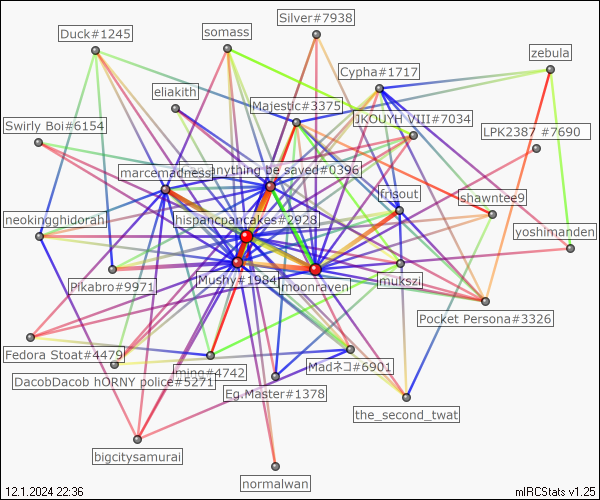 Silver#7938
Duck#1245
somass
zebula
Cypha#1717
eliakith
Majestic#3375
JKOUYH VIII#7034
Swirly Boi#6154
LPK2387 #7690
marcemadness
anything be saved#0396
frisout
shawntee9
neokingghidorah
hispancpancakes#2928
yoshimanden
Mushy#1984
moonraven
mukszi
Pikabro#9971
Pocket Persona#3326
Fedora Stoat#4479
ming#4742
Madネコ#6901
DacobDacob hORNY police#5271
Eg.Master#1378
the_second_twat
bigcitysamurai
normalwan
12.1.2024 22:36
mIRCStats v1.25